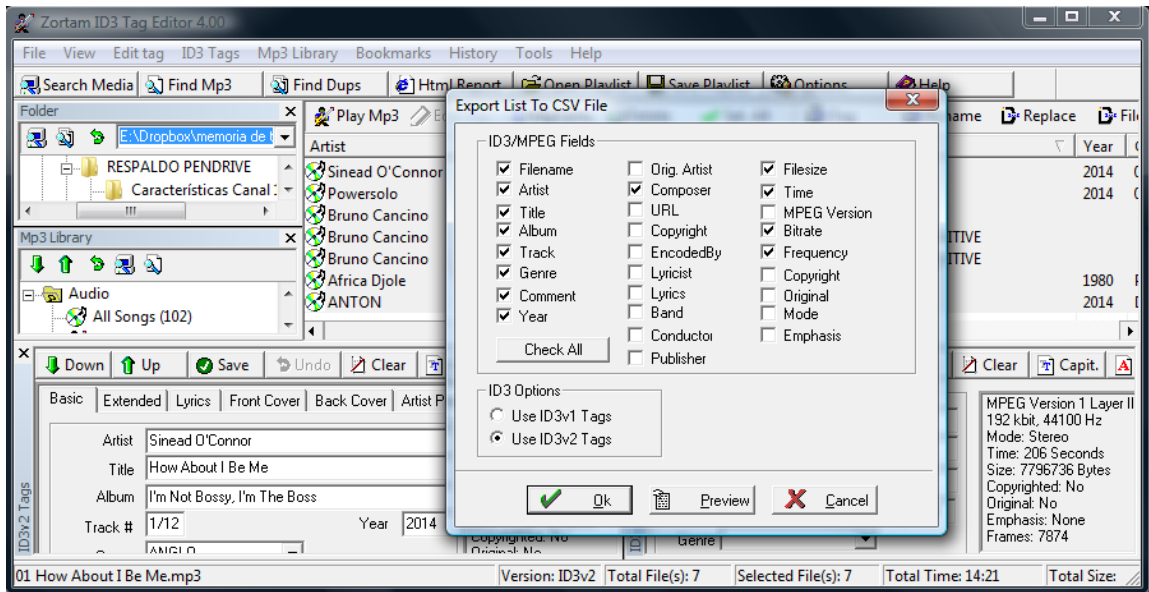 Zortam ID3 Tag Editor 4.00
File View Edit tag ID3 Tags Mp3 Library Bookmarks History Tools Help
Search Media Find Mp3 Find Dups Html Report Open Playlist Save Playlist Options Help
Folder
Play Mp3
Replace
E:\Dropbox\memoria de
RESPALDO PENDRIVE
Características Canal
Artist
Year
Sinead O'Connor
2014
Powersolo
2014
Bruno Cancino
Bruno Cancino
Bruno Cancino
Africa Djole
1980
ANTON
2014
Mp3 Library
Audio
All Songs (102)
Export List To CSV File
ID3/MPEG Fields
Filename Orig. Artist Filesize
Artist Composer Time
Title URL MPEG Version
Album Copyright Bitrate
Track EncodedBy Frequency
Genre Lyricist Copyright
Comment Lyrics Original
Year Band Mode
Conductor Emphasis
Check All Publisher
ID3 Options
Use ID3v1 Tags
Use ID3v2 Tags
Ok Preview Cancel
Down Up Save Undo Clear
Clear Capit.
Basic Extended Lyrics Front Cover Back Cover Artist P
Artist Sinead O'Connor
Title How About I Be Me
Album I'm Not Bossy, I'm The Boss
Track # 1/12 Year 2014
ID3v2 Tags
Genre
MPEG Version 1 Layer II
192 kbit, 44100 Hz
Mode: Stereo
Time: 206 Seconds
Size: 7796736 Bytes
Copyrighted: No
Original: No
Emphasis: None
Frames: 7874
01 How About I Be Me.mp3 Version: ID3v2 Total File(s): 7 Selected File(s): 7 Total Time: 14:21 Total Size: